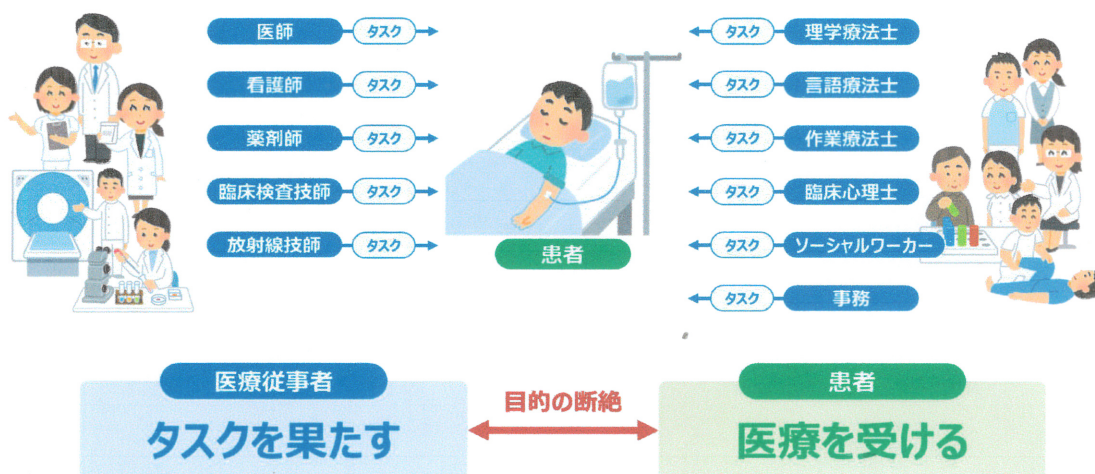 医師 タスク
看護師 タスク
薬剤師 タスク
臨床検査技師 タスク
放射線技師 タスク
患者
タスク 理学療法士
タスク 言語療法士
タスク 作業療法士
タスク 臨床心理士
タスク ソーシャルワーカー
タスク 事務
医療従事者
タスクを果たす
目的の断絶
患者
医療を受ける